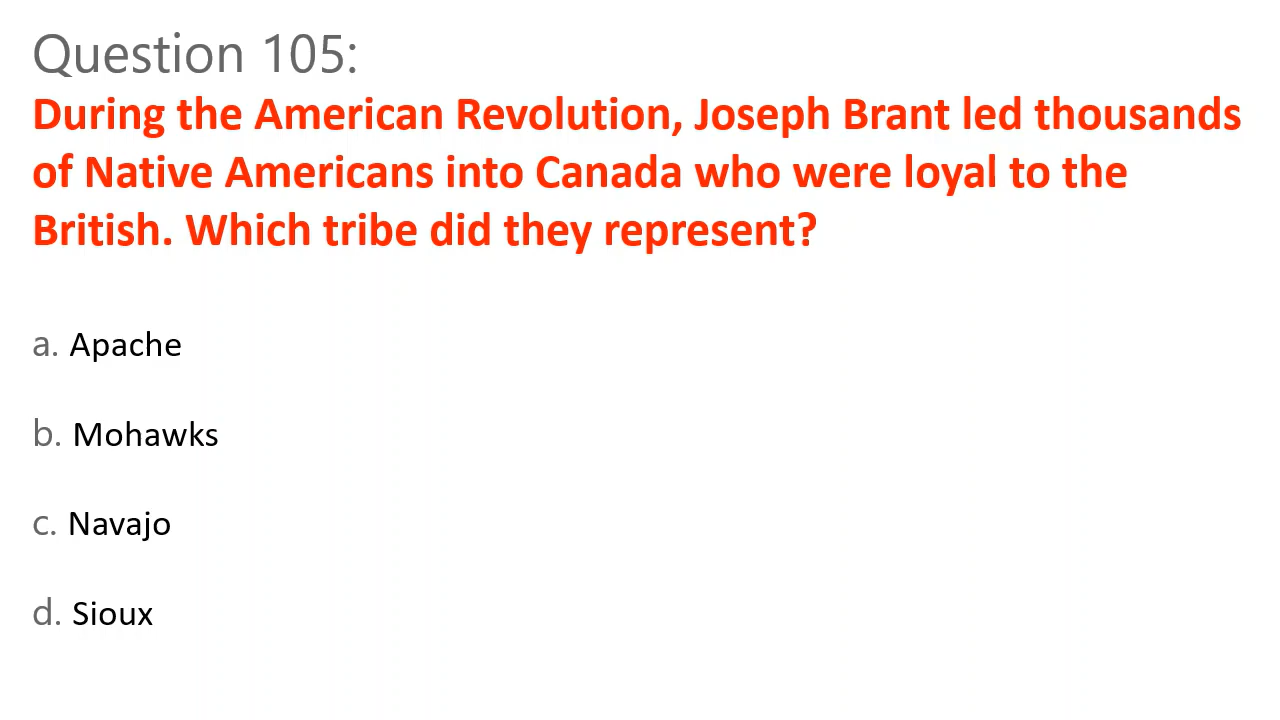 Question 105:
During the American Revolution, Joseph Brant led thousands
of Native Americans into Canada who were loyal to the
British. Which tribe did they represent?
a. Apache
b. Mohawks
c. Navajo
d. Sioux